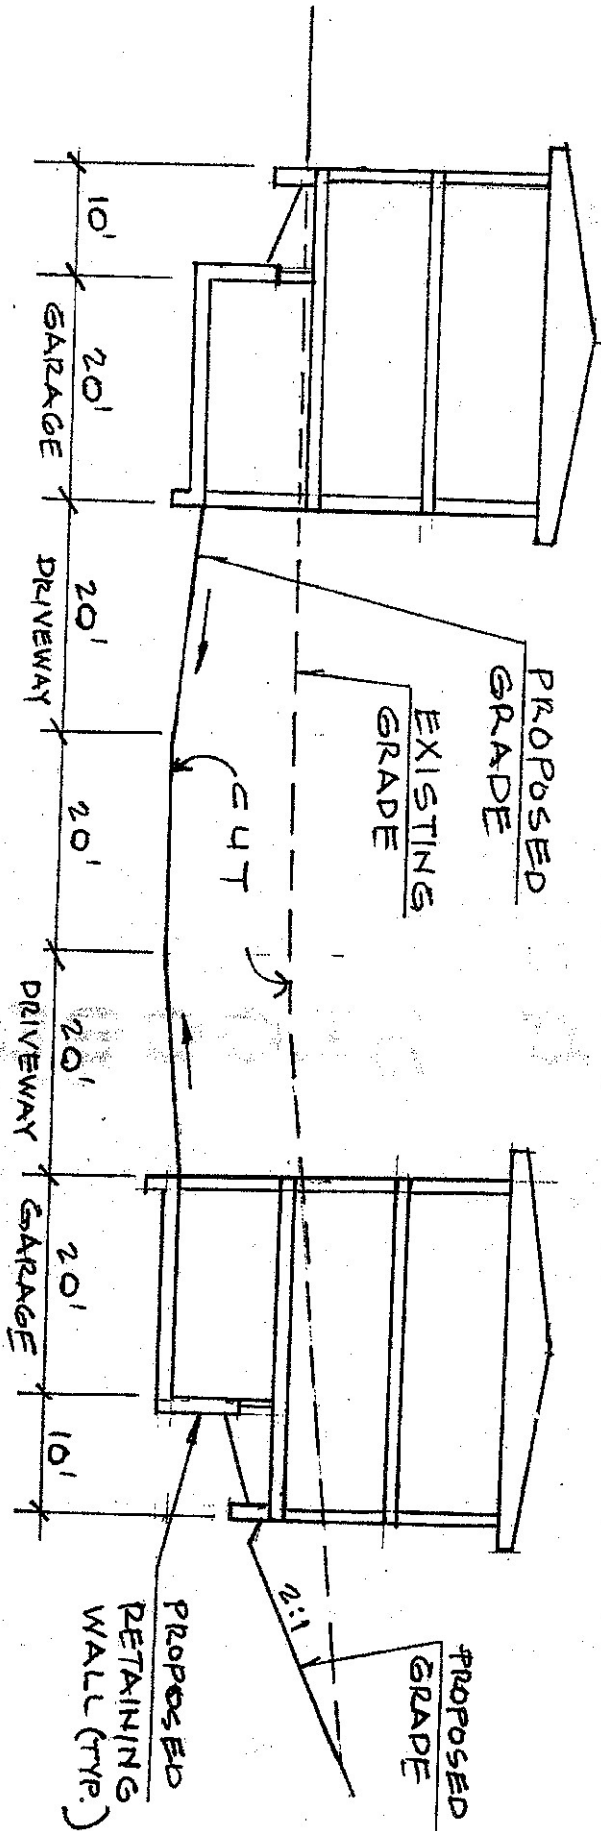 PROPOSED
GRADE
EXISTING
GRADE
PROPOSED
GRADE
2:1
CUT
PROPOSED
RETAINING
WALL (TYP.)
10' 20' 20' 20' 20' 20' 10'
GARAGE DRIVEWAY DRIVEWAY GARAGE